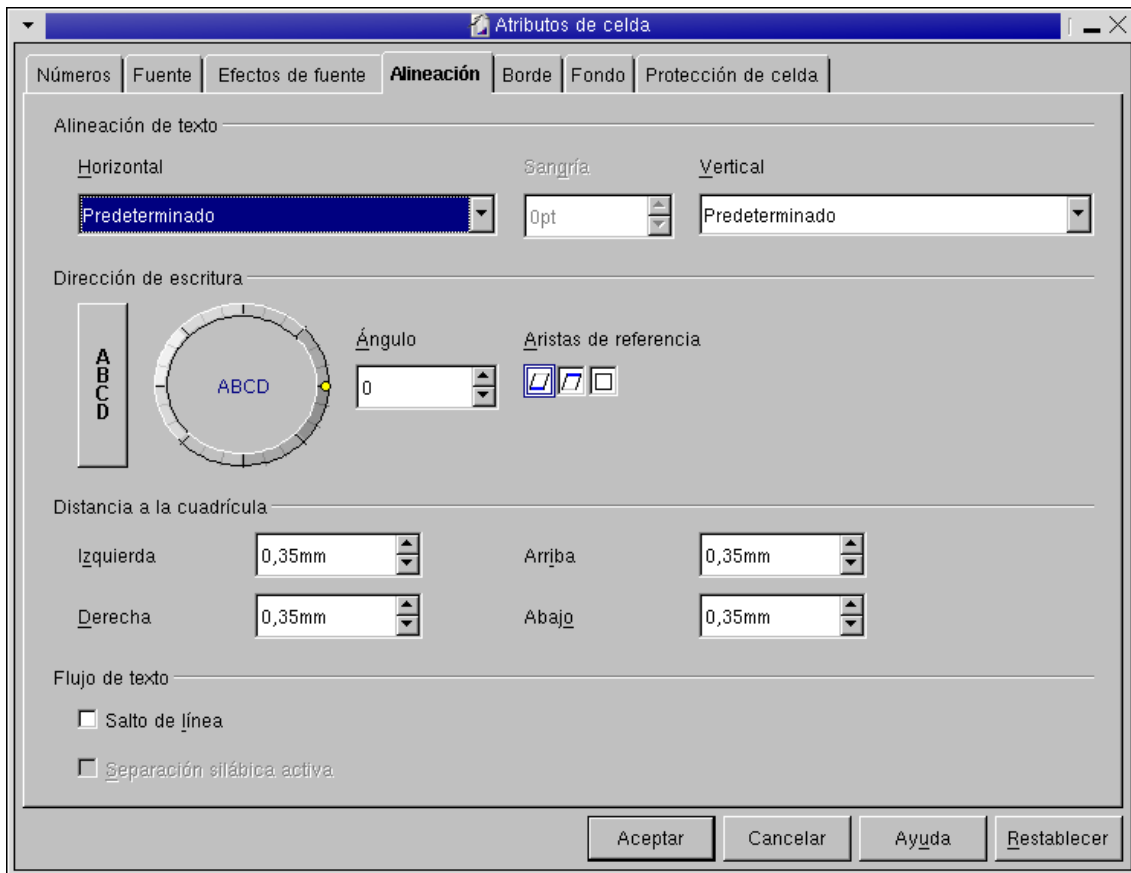 Atributos de celda
Números Fuente Efectos de fuente Alineación Borde Fondo Protección de celda
Alineación de texto
Horizontal Sangría Vertical
Predeterminado 0pt Predeterminado
Dirección de escritura
ABCD
Ángulo Aristas de referencia
ABCD 0
Distancia a la cuadrícula
Izquierda 0,35mm Arriba 0,35mm
Derecha 0,35mm Abajo 0,35mm
Flujo de texto
Salto de línea
Separación silábica activa
Aceptar Cancelar Ayuda Restablecer